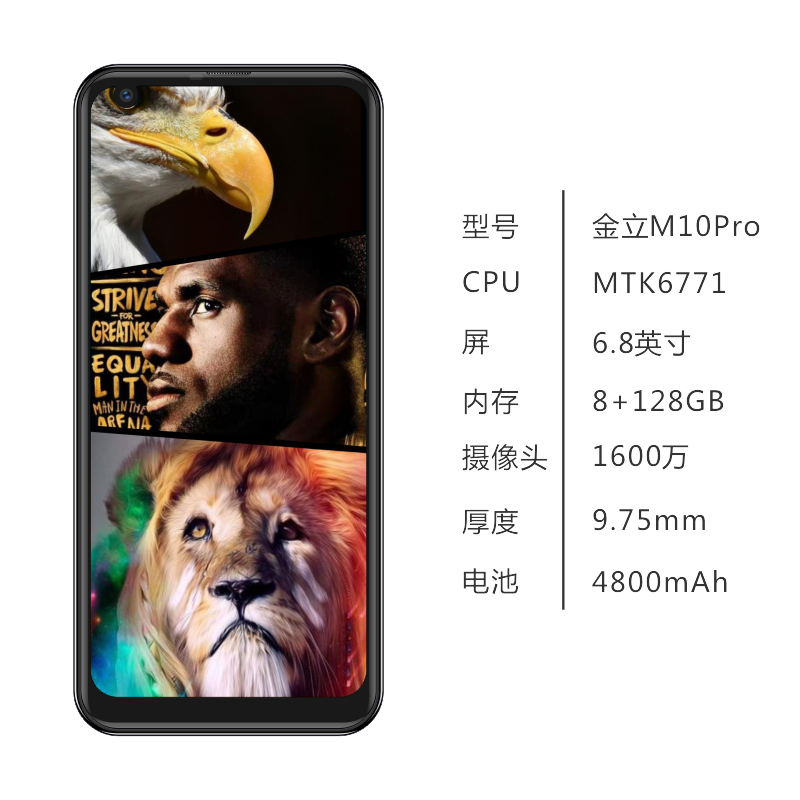 STRIVE
FOR
GREATNESS
EQUA
LITY
MAN IN THE
ARENA
型号 金立M10Pro
CPU MTK6771
屏 6.8英寸
内存 8+128GB
摄像头 1600万
厚度 9.75mm
电池 4800mAh